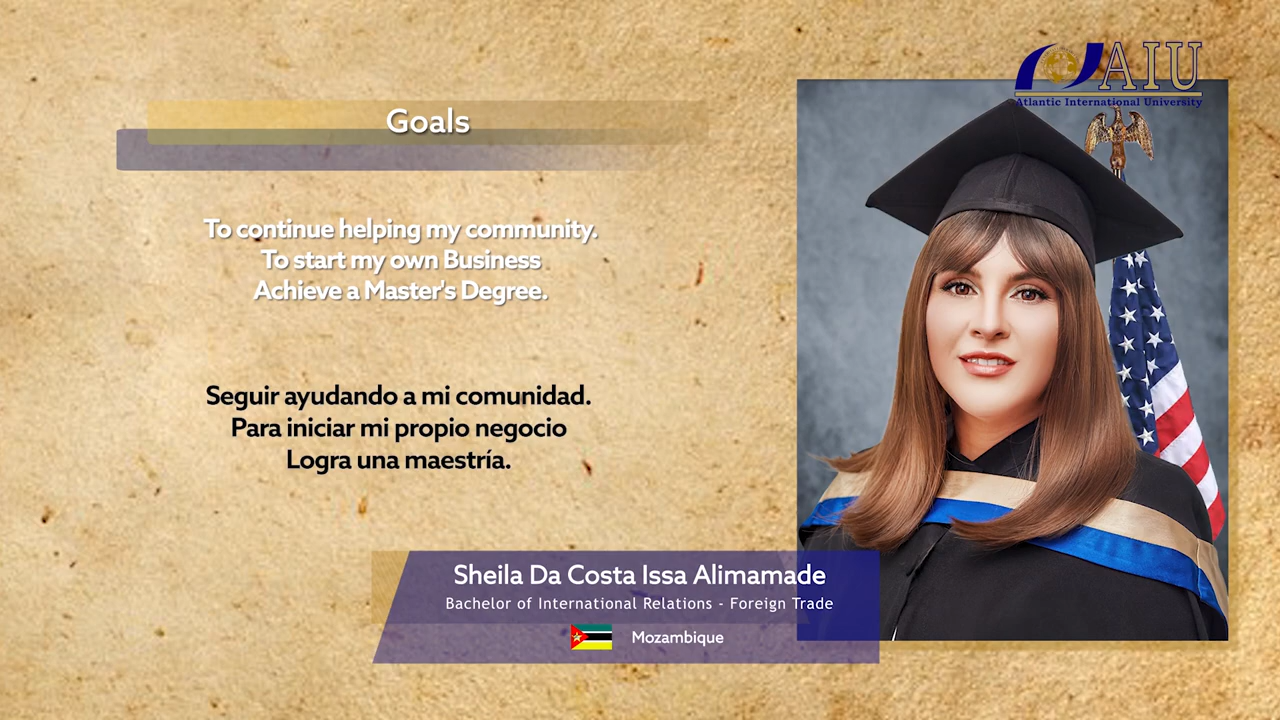 AIU
Atlantic International University
Goals
To continue helping my community.
To start my own Business
Achieve a Master's Degree.
Seguir ayudando a mi comunidad.
Para iniciar mi propio negocio
Logra una maestría.
Sheila Da Costa Issa Alimamade
Bachelor of International Relations - Foreign Trade
Mozambique